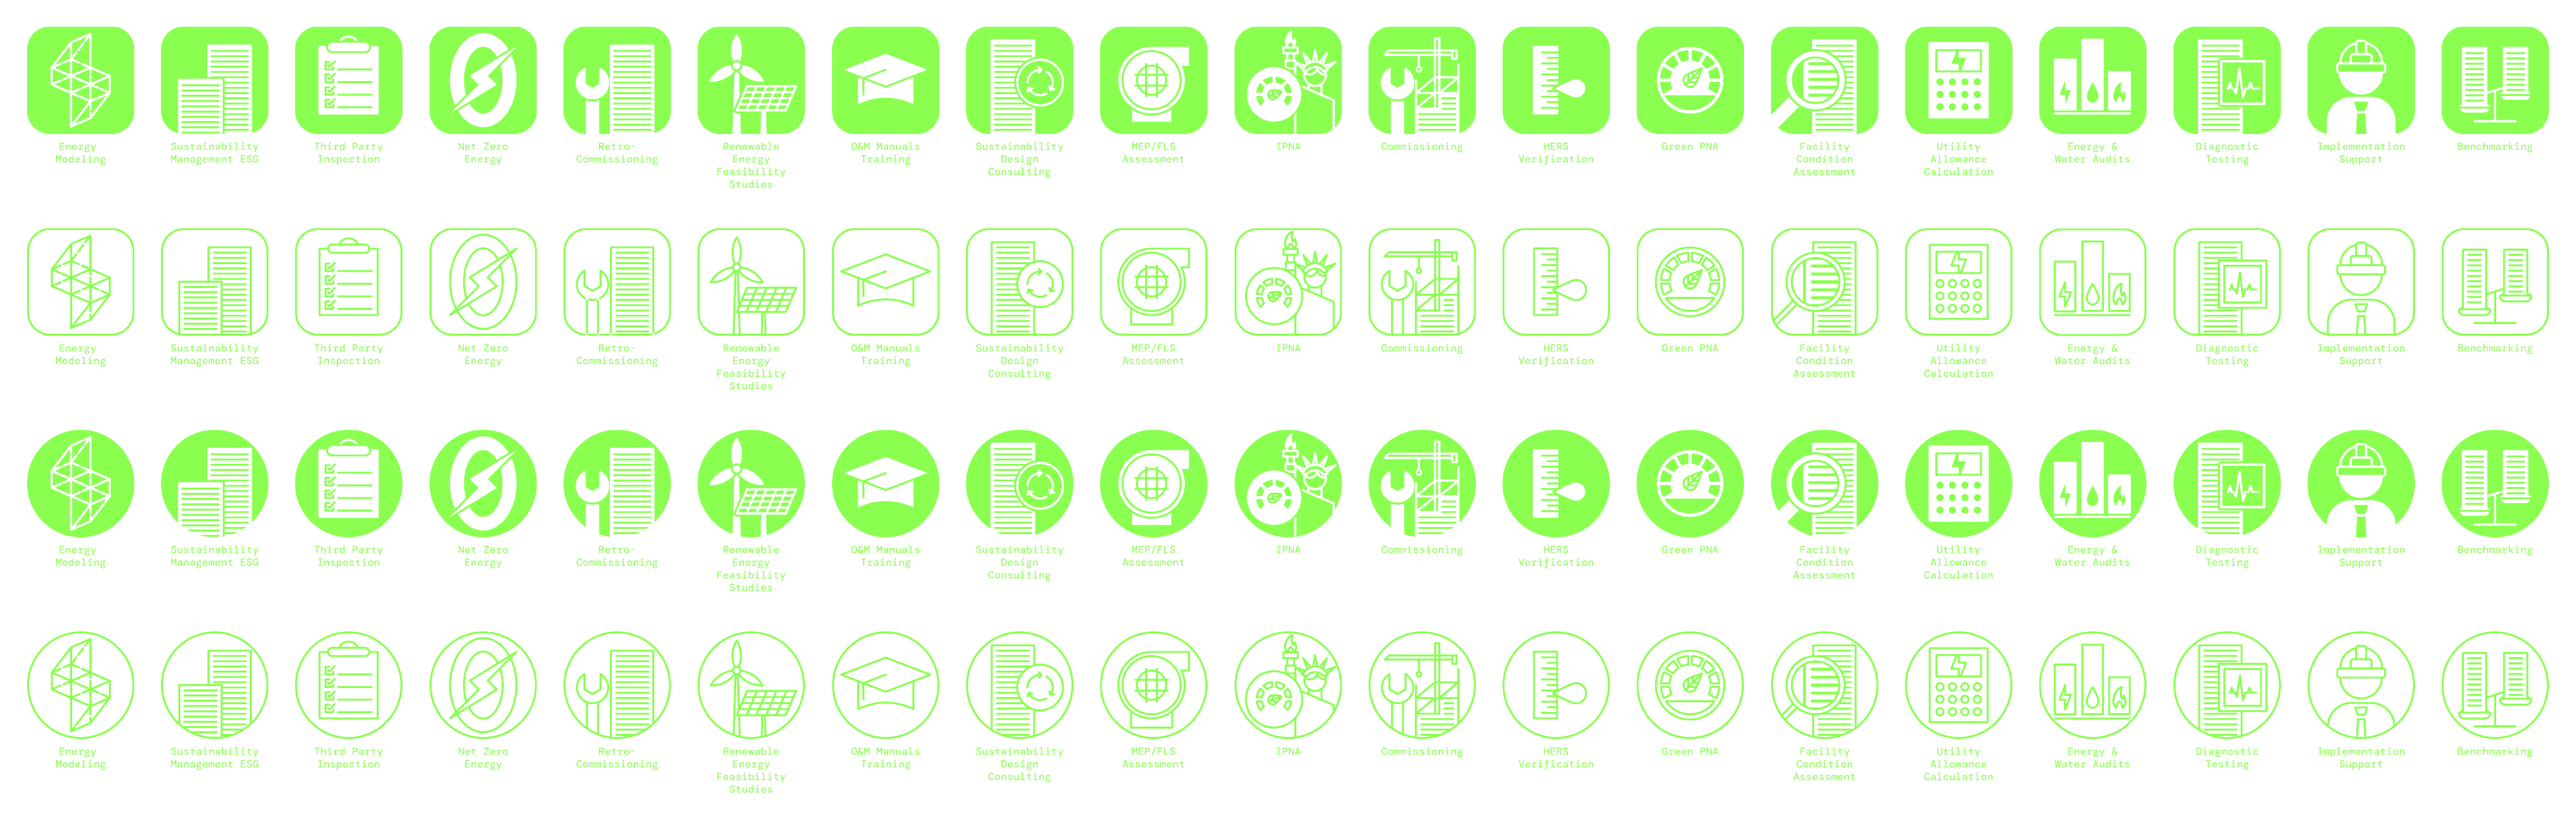 Energy
Modeling
Sustainability
Management ESG
Third Party
Inspection
Net Zero
Energy
Retro-
Commissioning
Renewable
Energy
Feasibility
Studies
O&M Manuals
Training
Sustainability
Design
Consulting
MEP/FLS
Assessment
IPNA
Commissioning
HERS
Verification
Green PNA
Facility
Condition
Assessment
Utility
Allowance
Calculation
Energy &
Water Audits
Diagnostic
Testing
Implementation
Support
Benchmarking
Energy
Modeling
Sustainability
Management ESG
Third Party
Inspection
Net Zero
Energy
Retro-
Commissioning
Renewable
Energy
Feasibility
Studies
O&M Manuals
Training
Sustainability
Design
Consulting
MEP/FLS
Assessment
IPNA
Commissioning
HERS
Verification
Green PNA
Facility
Condition
Assessment
Utility
Allowance
Calculation
Energy &
Water Audits
Diagnostic
Testing
Implementation
Support
Benchmarking
Energy
Modeling
Sustainability
Management ESG
Third Party
Inspection
Net Zero
Energy
Retro-
Commissioning
Renewable
Energy
Feasibility
Studies
O&M Manuals
Training
Sustainability
Design
Consulting
MEP/FLS
Assessment
IPNA
Commissioning
HERS
Verification
Green PNA
Facility
Condition
Assessment
Utility
Allowance
Calculation
Energy &
Water Audits
Diagnostic
Testing
Implementation
Support
Benchmarking
Energy
Modeling
Sustainability
Management ESG
Third Party
Inspection
Net Zero
Energy
Retro-
Commissioning
Renewable
Energy
Feasibility
Studies
O&M Manuals
Training
Sustainability
Design
Consulting
MEP/FLS
Assessment
IPNA
Commissioning
HERS
Verification
Green PNA
Facility
Condition
Assessment
Utility
Allowance
Calculation
Energy &
Water Audits
Diagnostic
Testing
Implementation
Support
Benchmarking